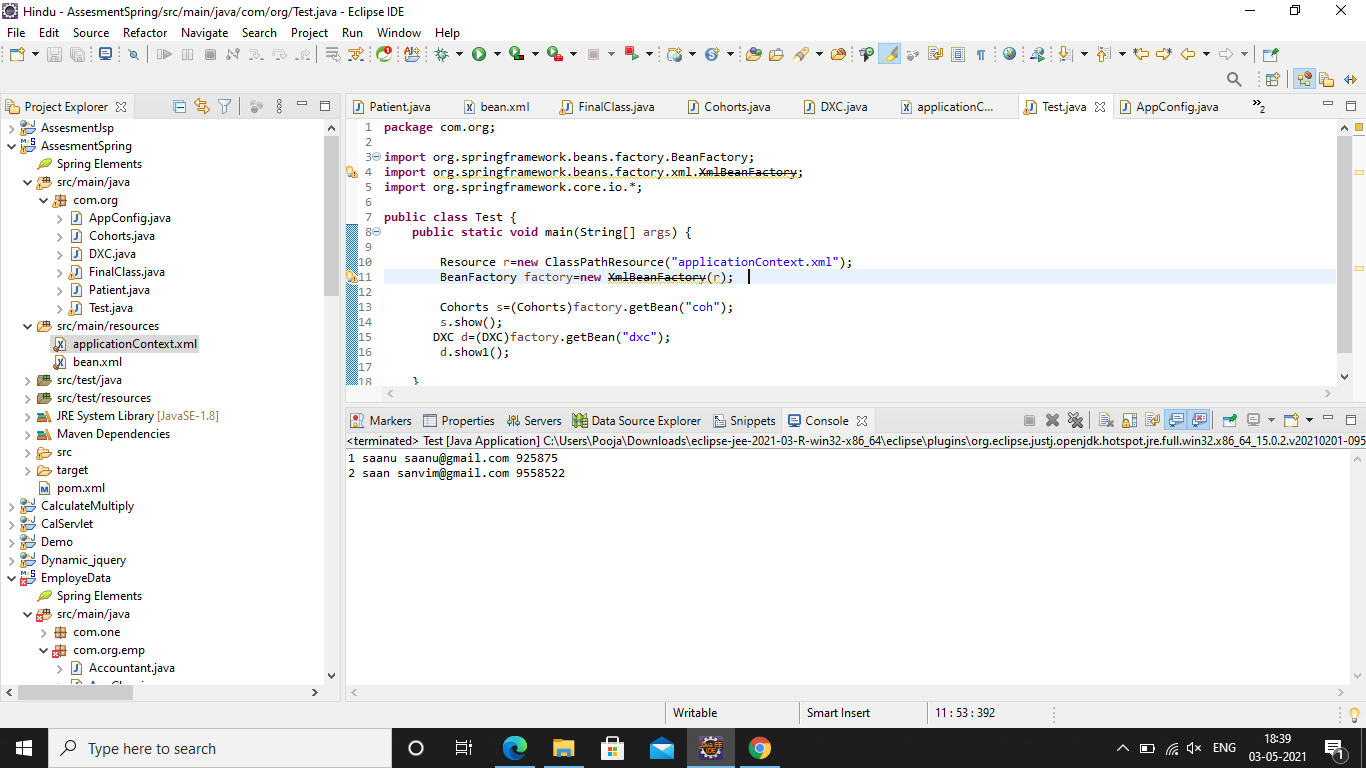 Hindu - AssesmentSpring/src/main/java/com/org/Test.java - Eclipse IDE
File Edit Source Refactor Navigate Search Project Run Window Help
Project Explorer
AssesmentJsp
AssesmentSpring
Spring Elements
src/main/java
com.org
AppConfig.java
Cohorts.java
DXC.java
FinalClass.java
Patient.java
Test.java
src/main/resources
applicationContext.xml
bean.xml
src/test/java
src/test/resources
JRE System Library [JavaSE-1.8]
Maven Dependencies
src
target
pom.xml
CalculateMultiply
CalServlet
Demo
Dynamic_jquery
EmployeData
Spring Elements
src/main/java
com.one
com.org.emp
Accountant.java
Patient.java bean.xml FinalClass.java Cohorts.java DXC.java applicationC... Test.java AppConfig.java »2
1 package com.org;
2
3 import org.springframework.beans.factory.BeanFactory;
4 import org.springframework.beans.factory.xml.XmlBeanFactory;
5 import org.springframework.core.io.*;
6
7 public class Test {
8 public static void main(String[] args) {
9
10 Resource r=new ClassPathResource("applicationContext.xml");
11 BeanFactory factory=new XmlBeanFactory(r);
12
13 Cohorts s=(Cohorts)factory.getBean("coh");
14 s.show();
15 DXC d=(DXC)factory.getBean("dxc");
16 d.show1();
17
18 }
Markers Properties Servers Data Source Explorer Snippets Console
<terminated> Test [Java Application] C:\Users\Pooja\Downloads\eclipse-jee-2021-03-R-win32-x86_64\eclipse\plugins\org.eclipse.justj.openjdk.hotspot.jre.full.win32.x86_64_15.0.2.v20210201-095
1 saanu saanu@gmail.com 925875
2 saan sanvim@gmail.com 9558522
Writable Smart Insert 11 : 53 : 392
Type here to search
ENG
18:39
03-05-2021
1